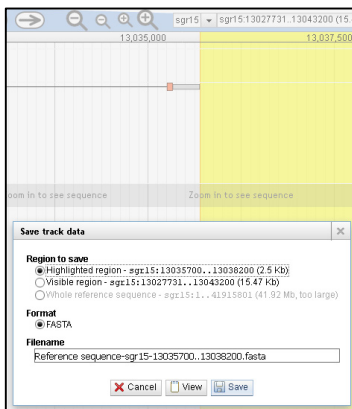 sgr15 sgr15:13027731..13043200 (15.
13,035,000 13,037,500
oom in to see sequence Zoom in to see sequence
Save track data
Region to save
Highlighted region - sgr15:13035700..13038200 (2.5 Kb)
Visible region - sgr15:13027731..13043200 (15.47 Kb)
Whole reference sequence - sgr15:1..41915801 (41.92 Mb, too large)
Format
FASTA
Filename
Reference sequence-sgr15-13035700..13038200.fasta
Cancel View Save